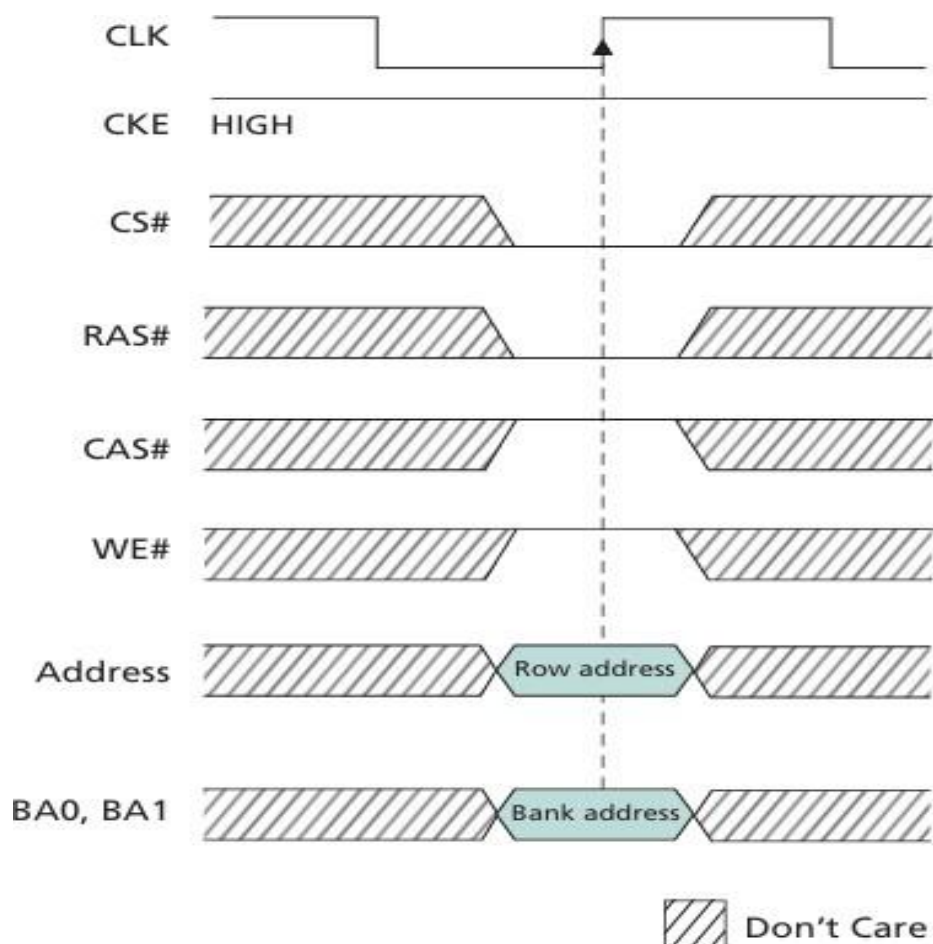 CLK
CKE HIGH
CS#
RAS#
CAS#
WE#
Address Row address
BA0, BA1 Bank address
Don't Care